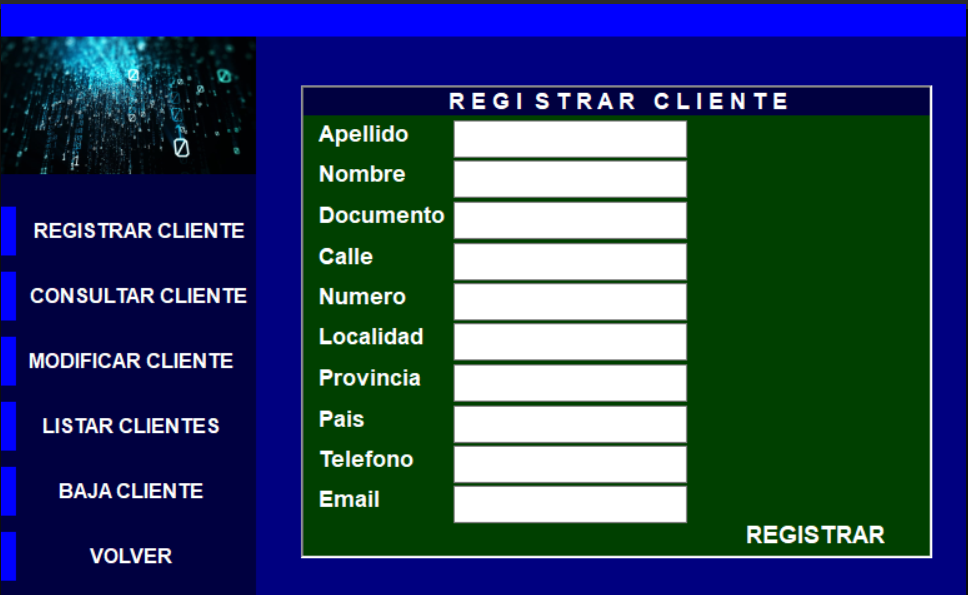 REGISTRAR CLIENTE
CONSULTAR CLIENTE
MODIFICAR CLIENTE
LISTAR CLIENTES
BAJA CLIENTE
VOLVER
REGISTRAR CLIENTE
Apellido
Nombre
Documento
Calle
Numero
Localidad
Provincia
Pais
Telefono
Email
REGISTRAR